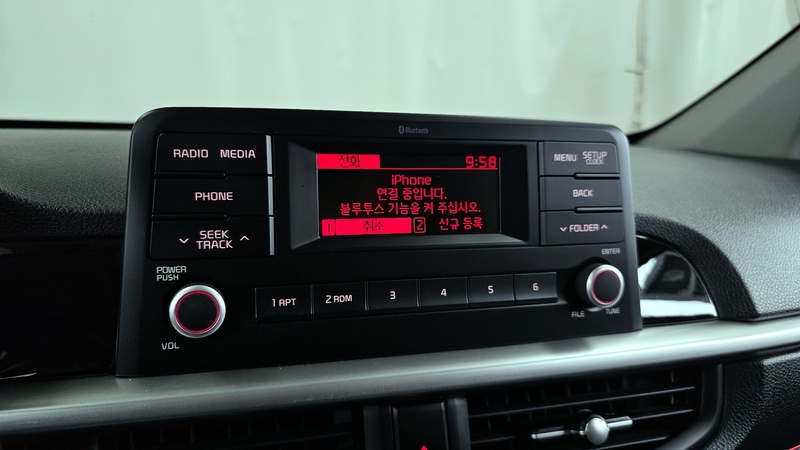 Bluetooth
RADIO MEDIA
PHONE
SEEK
TRACK
POWER
PUSH
VOL
전화 9:58
iPhone
연결 중입니다.
블루투스 기능을 켜 주십시오.
1 취소 2 신규 등록
1 RPT 2 RDM 3 4 5 6
MENU SETUP
CLOCK
BACK
FOLDER
ENTER
FILE TUNE